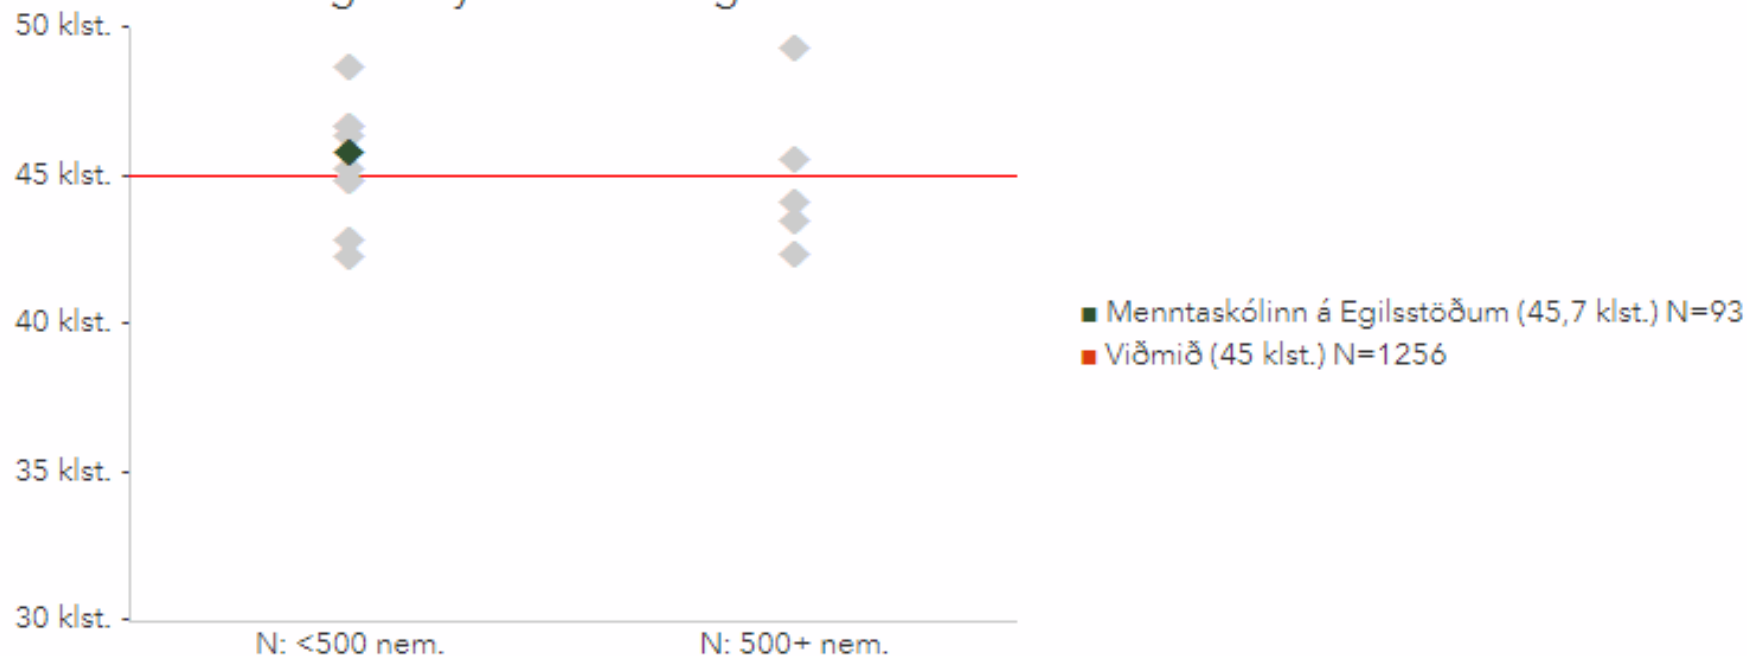 50 klst.
45 klst.
40 klst.
35 klst.
30 klst.
N: <500 nem.
N: 500+ nem.
Menntaskólinn á Egilsstöðum (45,7 klst.) N=93
Viðmið (45 klst.) N=1256